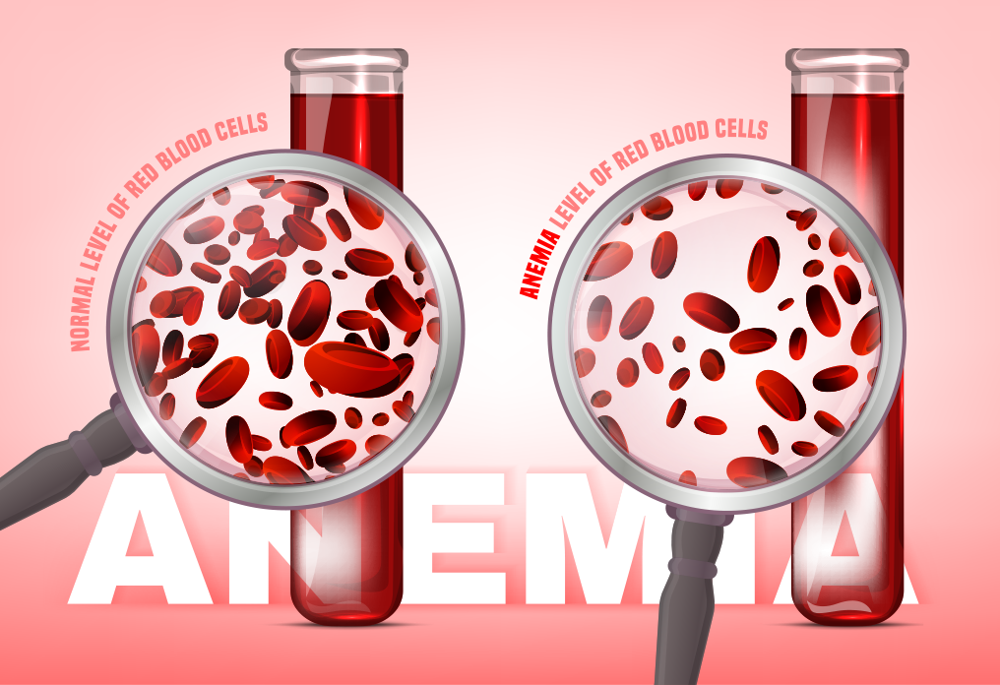 NORMAL LEVEL OF RED BLOOD CELLS
ANEMIA LEVEL OF RED BLOOD CELLS
ANEMIA